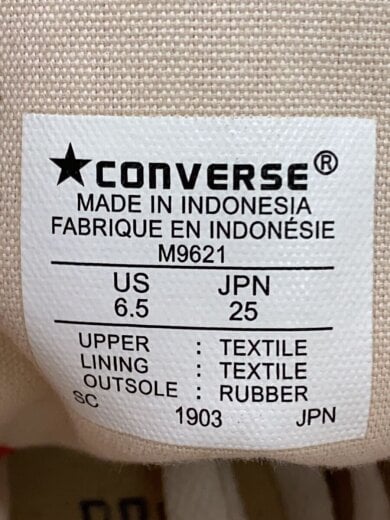 ★CONVERSE®
MADE IN INDONESIA
FABRIQUE EN INDONÉSIE
M9621
US JPN
6.5 25
UPPER : TEXTILE
LINING : TEXTILE
OUTSOLE : RUBBER
SC 1903 JPN